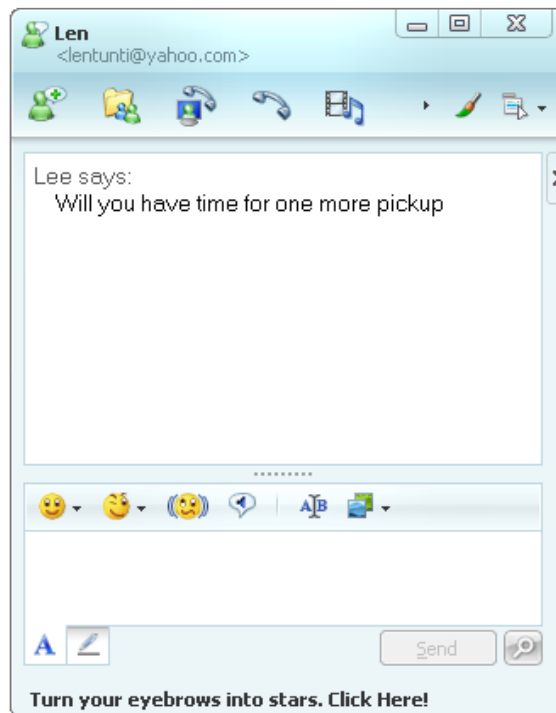 Len
<lentunti@yahoo.com>
Lee says:
Will you have time for one more pickup
A B
A
Send
Turn your eyebrows into stars. Click Here!